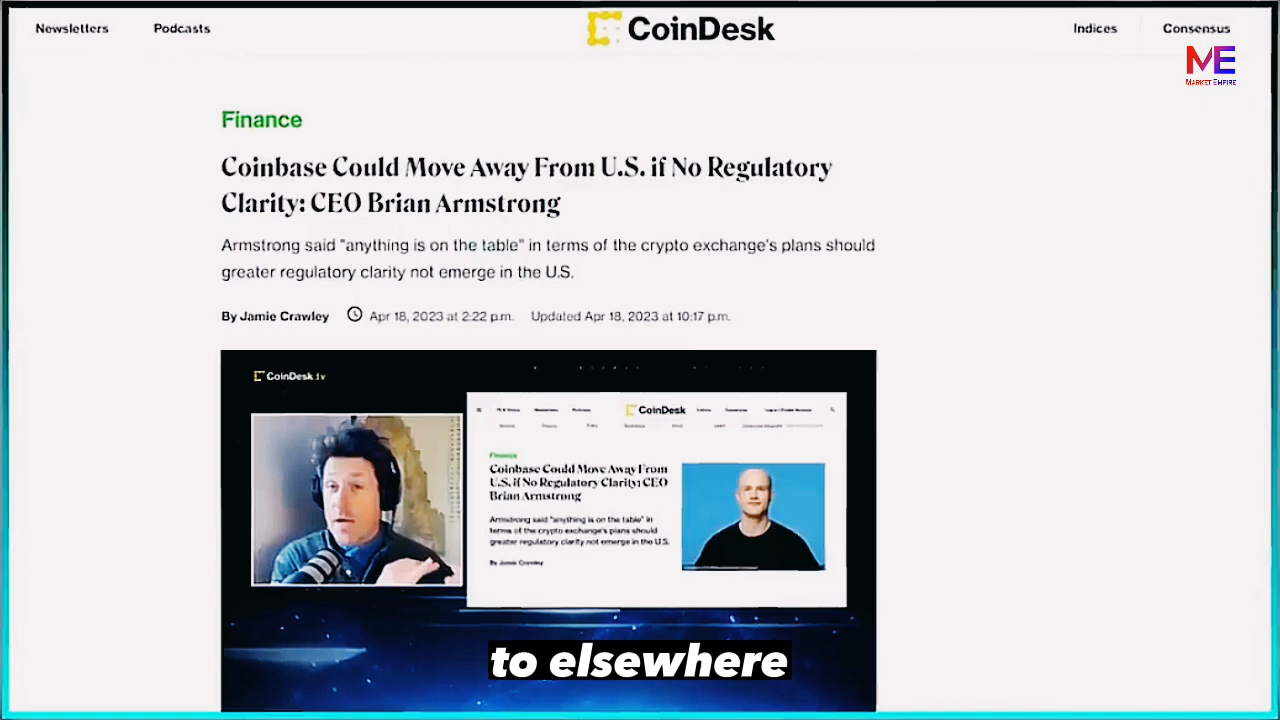 Newsletters Podcasts CoinDesk Indices Consensus
ME
MARKET EMPIRE
Finance
Coinbase Could Move Away From U.S. if No Regulatory
Clarity: CEO Brian Armstrong
Armstrong said "anything is on the table" in terms of the crypto exchange's plans should
greater regulatory clarity not emerge in the U.S.
By Jamie Crawley Apr 18, 2023 at 2:22 p.m. Updated Apr 18, 2023 at 10:17 p.m.
CoinDesk.tv
CoinDesk
Finance
Coinbase Could Move Away From
U.S. if No Regulatory Clarity: CEO
Brian Armstrong
Armstrong said "anything is on the table" in
terms of the crypto exchange's plans should
greater regulatory clarity not emerge in the U.S.
By Jamie Crawley
to elsewhere